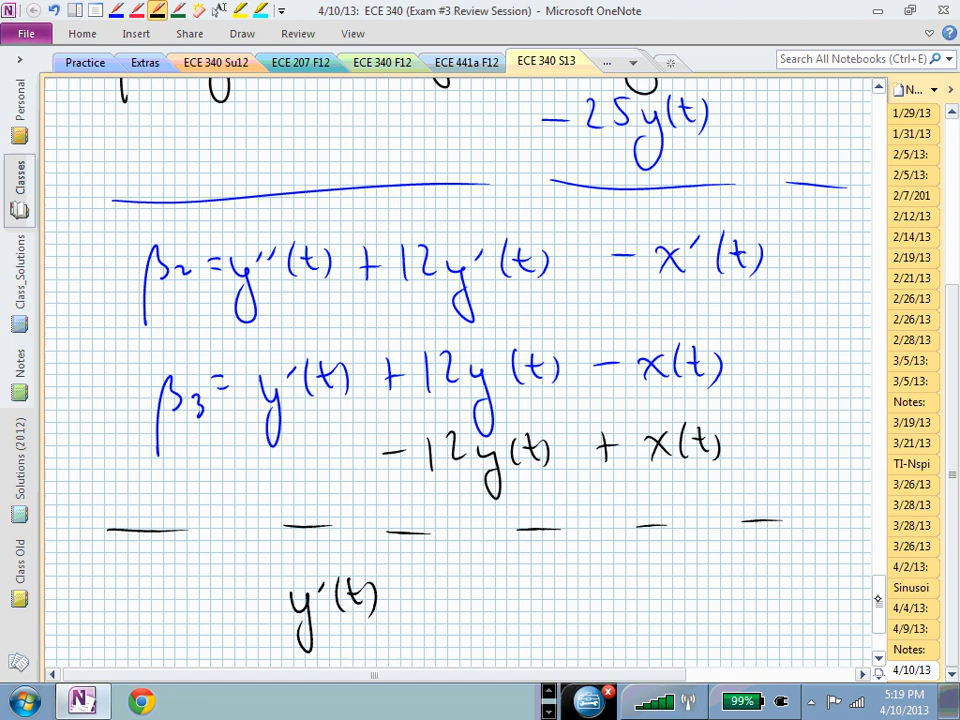 4/10/13: ECE 340 (Exam #3 Review Session) - Microsoft OneNote
File Home Insert Share Draw Review View
Practice Extras ECE 340 Su12 ECE 207 F12 ECE 340 F12 ECE 441a F12 ECE 340 S13 ...
Search All Notebooks (Ctrl+E)
Personal
Classes
Class_Solutions
Notes
Solutions (2012)
Class Old
- 25y(t)
β2 = y''(t) + 12y'(t) - x'(t)
β3 = y'(t) + 12y(t) - x(t)
- 12y(t) + x(t)
y'(t)
N...
1/29/13
1/31/13
2/5/13:
2/5/13:
2/7/201
2/12/13
2/14/13
2/19/13
2/21/13
2/26/13
2/26/13
2/28/13
3/5/13:
3/5/13:
Notes:
3/19/13
3/21/13
TI-Nspi
3/26/13
3/28/13
3/28/13
3/26/13
4/2/13:
Sinusoi
4/4/13:
4/9/13:
Notes:
4/10/13
99%
5:19 PM
4/10/2013